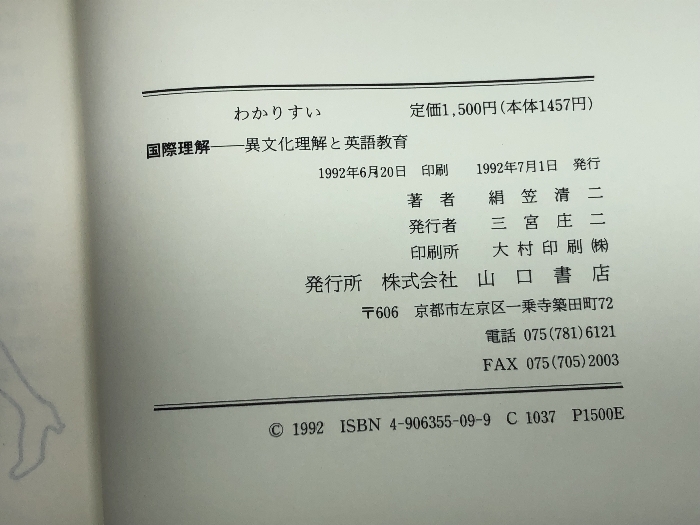 わかりすい 定価1,500円(本体1457円)
国際理解――異文化理解と英語教育
1992年6月20日 印刷 1992年7月1日 発行
著者 絹笠清二
発行者 三宮庄二
印刷所 大村印刷㈱
発行所 株式会社 山口書店
〒606 京都市左京区一乗寺築田町72
電話 075(781)6121
FAX 075(705)2003
© 1992 ISBN 4-906355-09-9 C 1037 P1500E